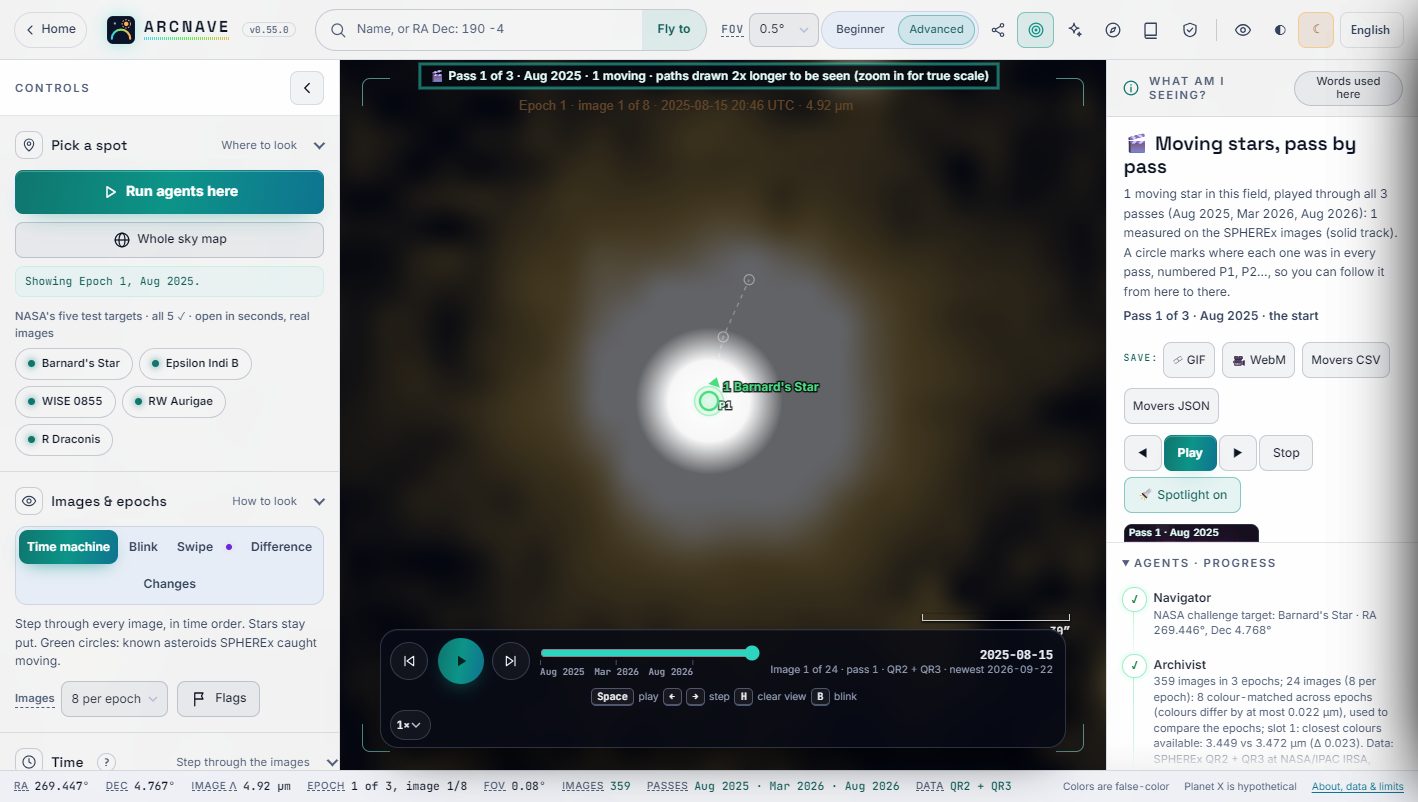 Home
ARCNAVE
v0.55.0
Name, or RA Dec: 190 -4
Fly to
FOV
0.5°
Beginner
Advanced
English
CONTROLS
Pick a spot
Where to look
Run agents here
Whole sky map
Showing Epoch 1, Aug 2025.
NASA's five test targets · all 5 ✓ · open in seconds, real
images
Barnard's Star
Epsilon Indi B
WISE 0855
RW Aurigae
R Draconis
Images & epochs
How to look
Time machine
Blink
Swipe
Difference
Changes
Step through every image, in time order. Stars stay
put. Green circles: known asteroids SPHEREx caught
moving.
Images
8 per epoch
Flags
Time
?
Step through the images
Pass 1 of 3 · Aug 2025 · 1 moving · paths drawn 2x longer to be seen (zoom in for true scale)
Epoch 1 · image 1 of 8 · 2025-08-15 20:46 UTC · 4.92 µm
1 Barnard's Star
P1
2025-08-15
Aug 2025
Mar 2026
Aug 2026
Image 1 of 24 · pass 1 · QR2 + QR3 · newest 2026-09-22
Space play ← → step H clear view B blink
1×
WHAT AM I
SEEING?
Words used
here
Moving stars, pass by
pass
1 moving star in this field, played through all 3
passes (Aug 2025, Mar 2026, Aug 2026): 1
measured on the SPHEREx images (solid track).
A circle marks where each one was in every
pass, numbered P1, P2..., so you can follow it
from here to there.
Pass 1 of 3 · Aug 2025 · the start
SAVE:
GIF
WebM
Movers CSV
Movers JSON
Play
Stop
Spotlight on
Pass 1 · Aug 2025
AGENTS · PROGRESS
Navigator
NASA challenge target: Barnard's Star · RA
269.446°, Dec 4.768°
Archivist
359 images in 3 epochs; 24 images (8 per
epoch): 8 colour-matched across epochs
(colours differ by at most 0.022 µm), used to
compare the epochs; slot 1: closest colours
available: 3.449 vs 3.472 µm (Δ 0.023). Data:
SPHEREx QR2 + QR3 at NASA/IPAC IRSA,
RA 269.447°
DEC 4.767°
IMAGE Λ 4.92 µm
EPOCH 1 of 3, image 1/8
FOV 0.08°
IMAGES 359
PASSES Aug 2025 · Mar 2026 · Aug 2026
DATA QR2 + QR3
Colors are false-color
Planet X is hypothetical
About, data & limits